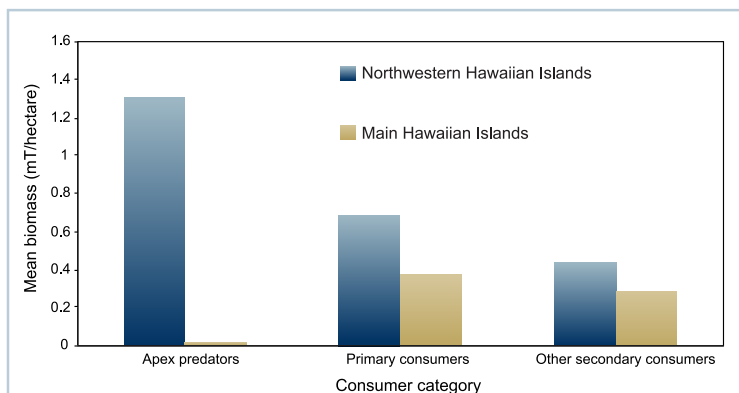 1.6
1.4
1.2
1
0.8
0.6
0.4
0.2
0
Mean biomass (mT/hectare)
Northwestern Hawaiian Islands
Main Hawaiian Islands
Apex predators
Primary consumers
Other secondary consumers
Consumer category